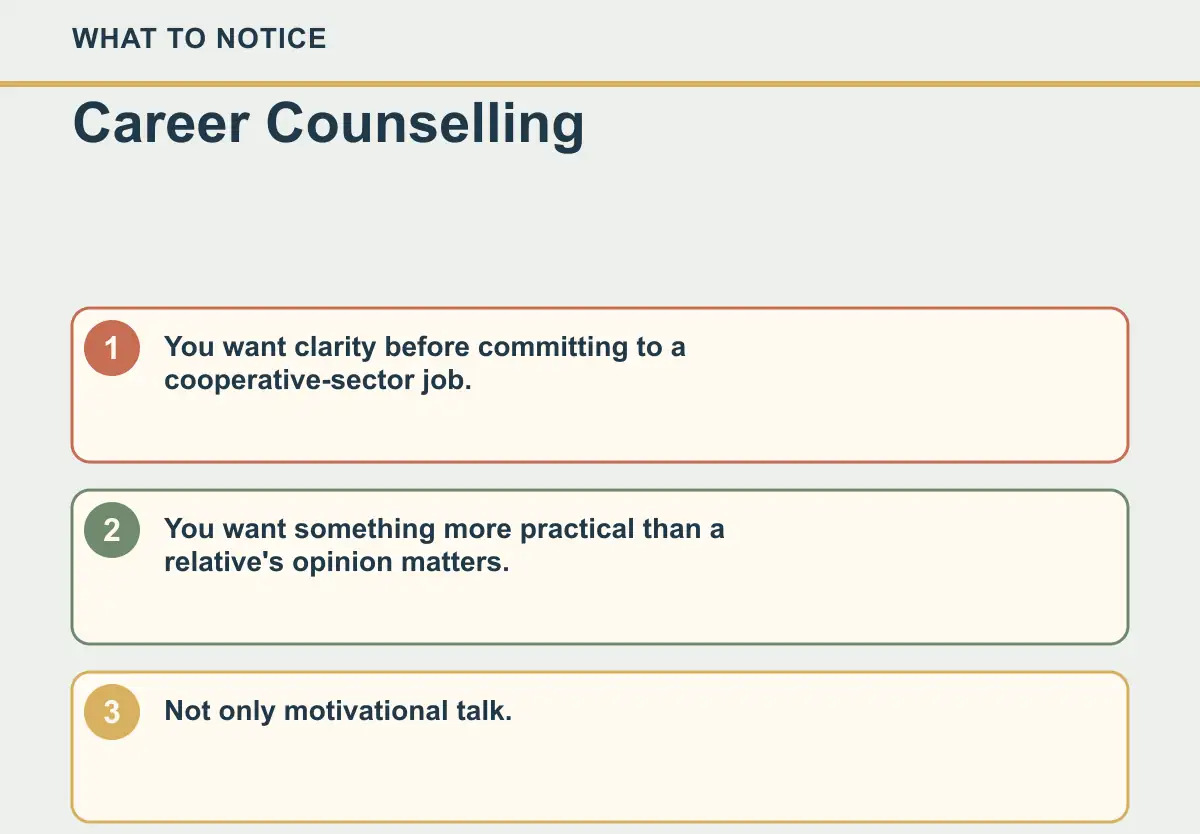 WHAT TO NOTICE
Career Counselling
1
You want clarity before committing to a
cooperative-sector job.
2
You want something more practical than a
relative's opinion matters.
3
Not only motivational talk.